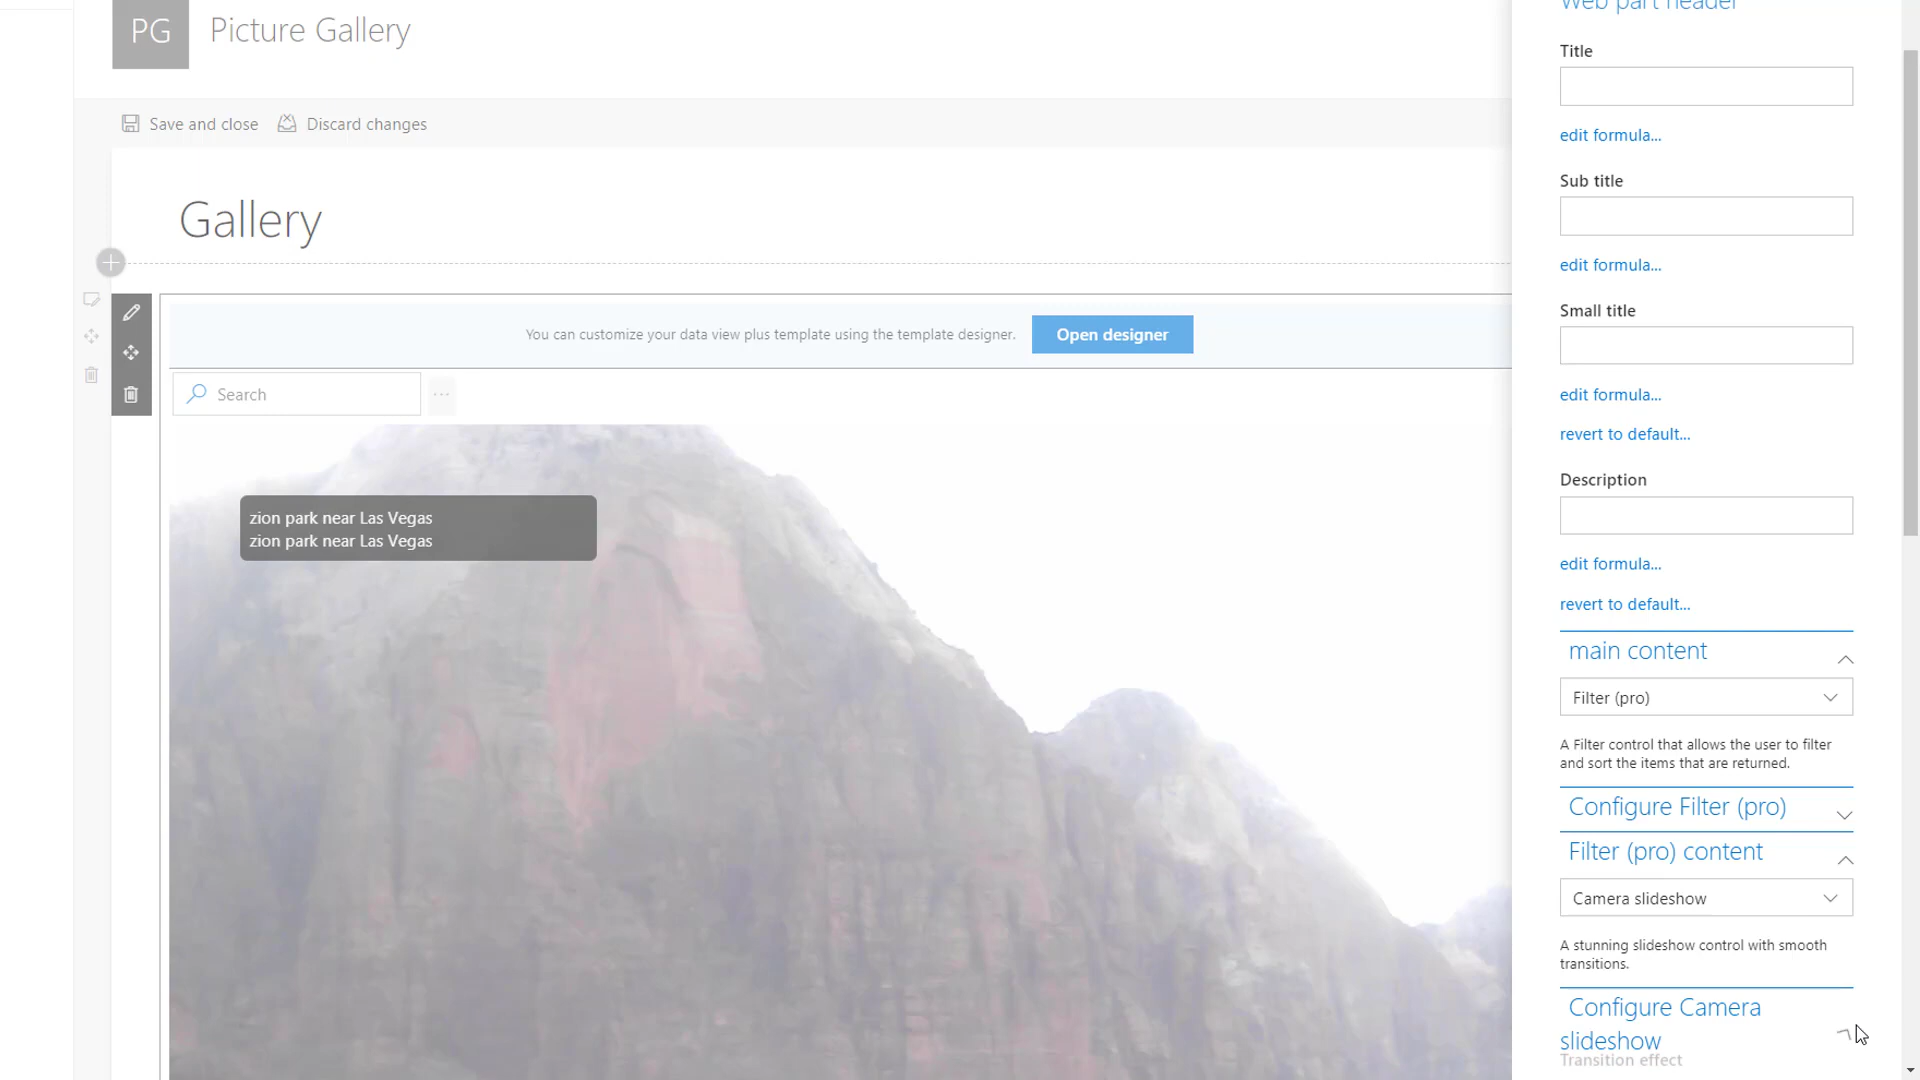 PG
Picture Gallery
Save and close
Discard changes
Gallery
You can customize your data view plus template using the template designer.
Open designer
Search
zion park near Las Vegas
zion park near Las Vegas
Web part header
Title
edit formula...
Sub title
edit formula...
Small title
edit formula...
revert to default...
Description
edit formula...
revert to default...
main content
Filter (pro)
A Filter control that allows the user to filter
and sort the items that are returned.
Configure Filter (pro)
Filter (pro) content
Camera slideshow
A stunning slideshow control with smooth
transitions.
Configure Camera
slideshow
Transition effect